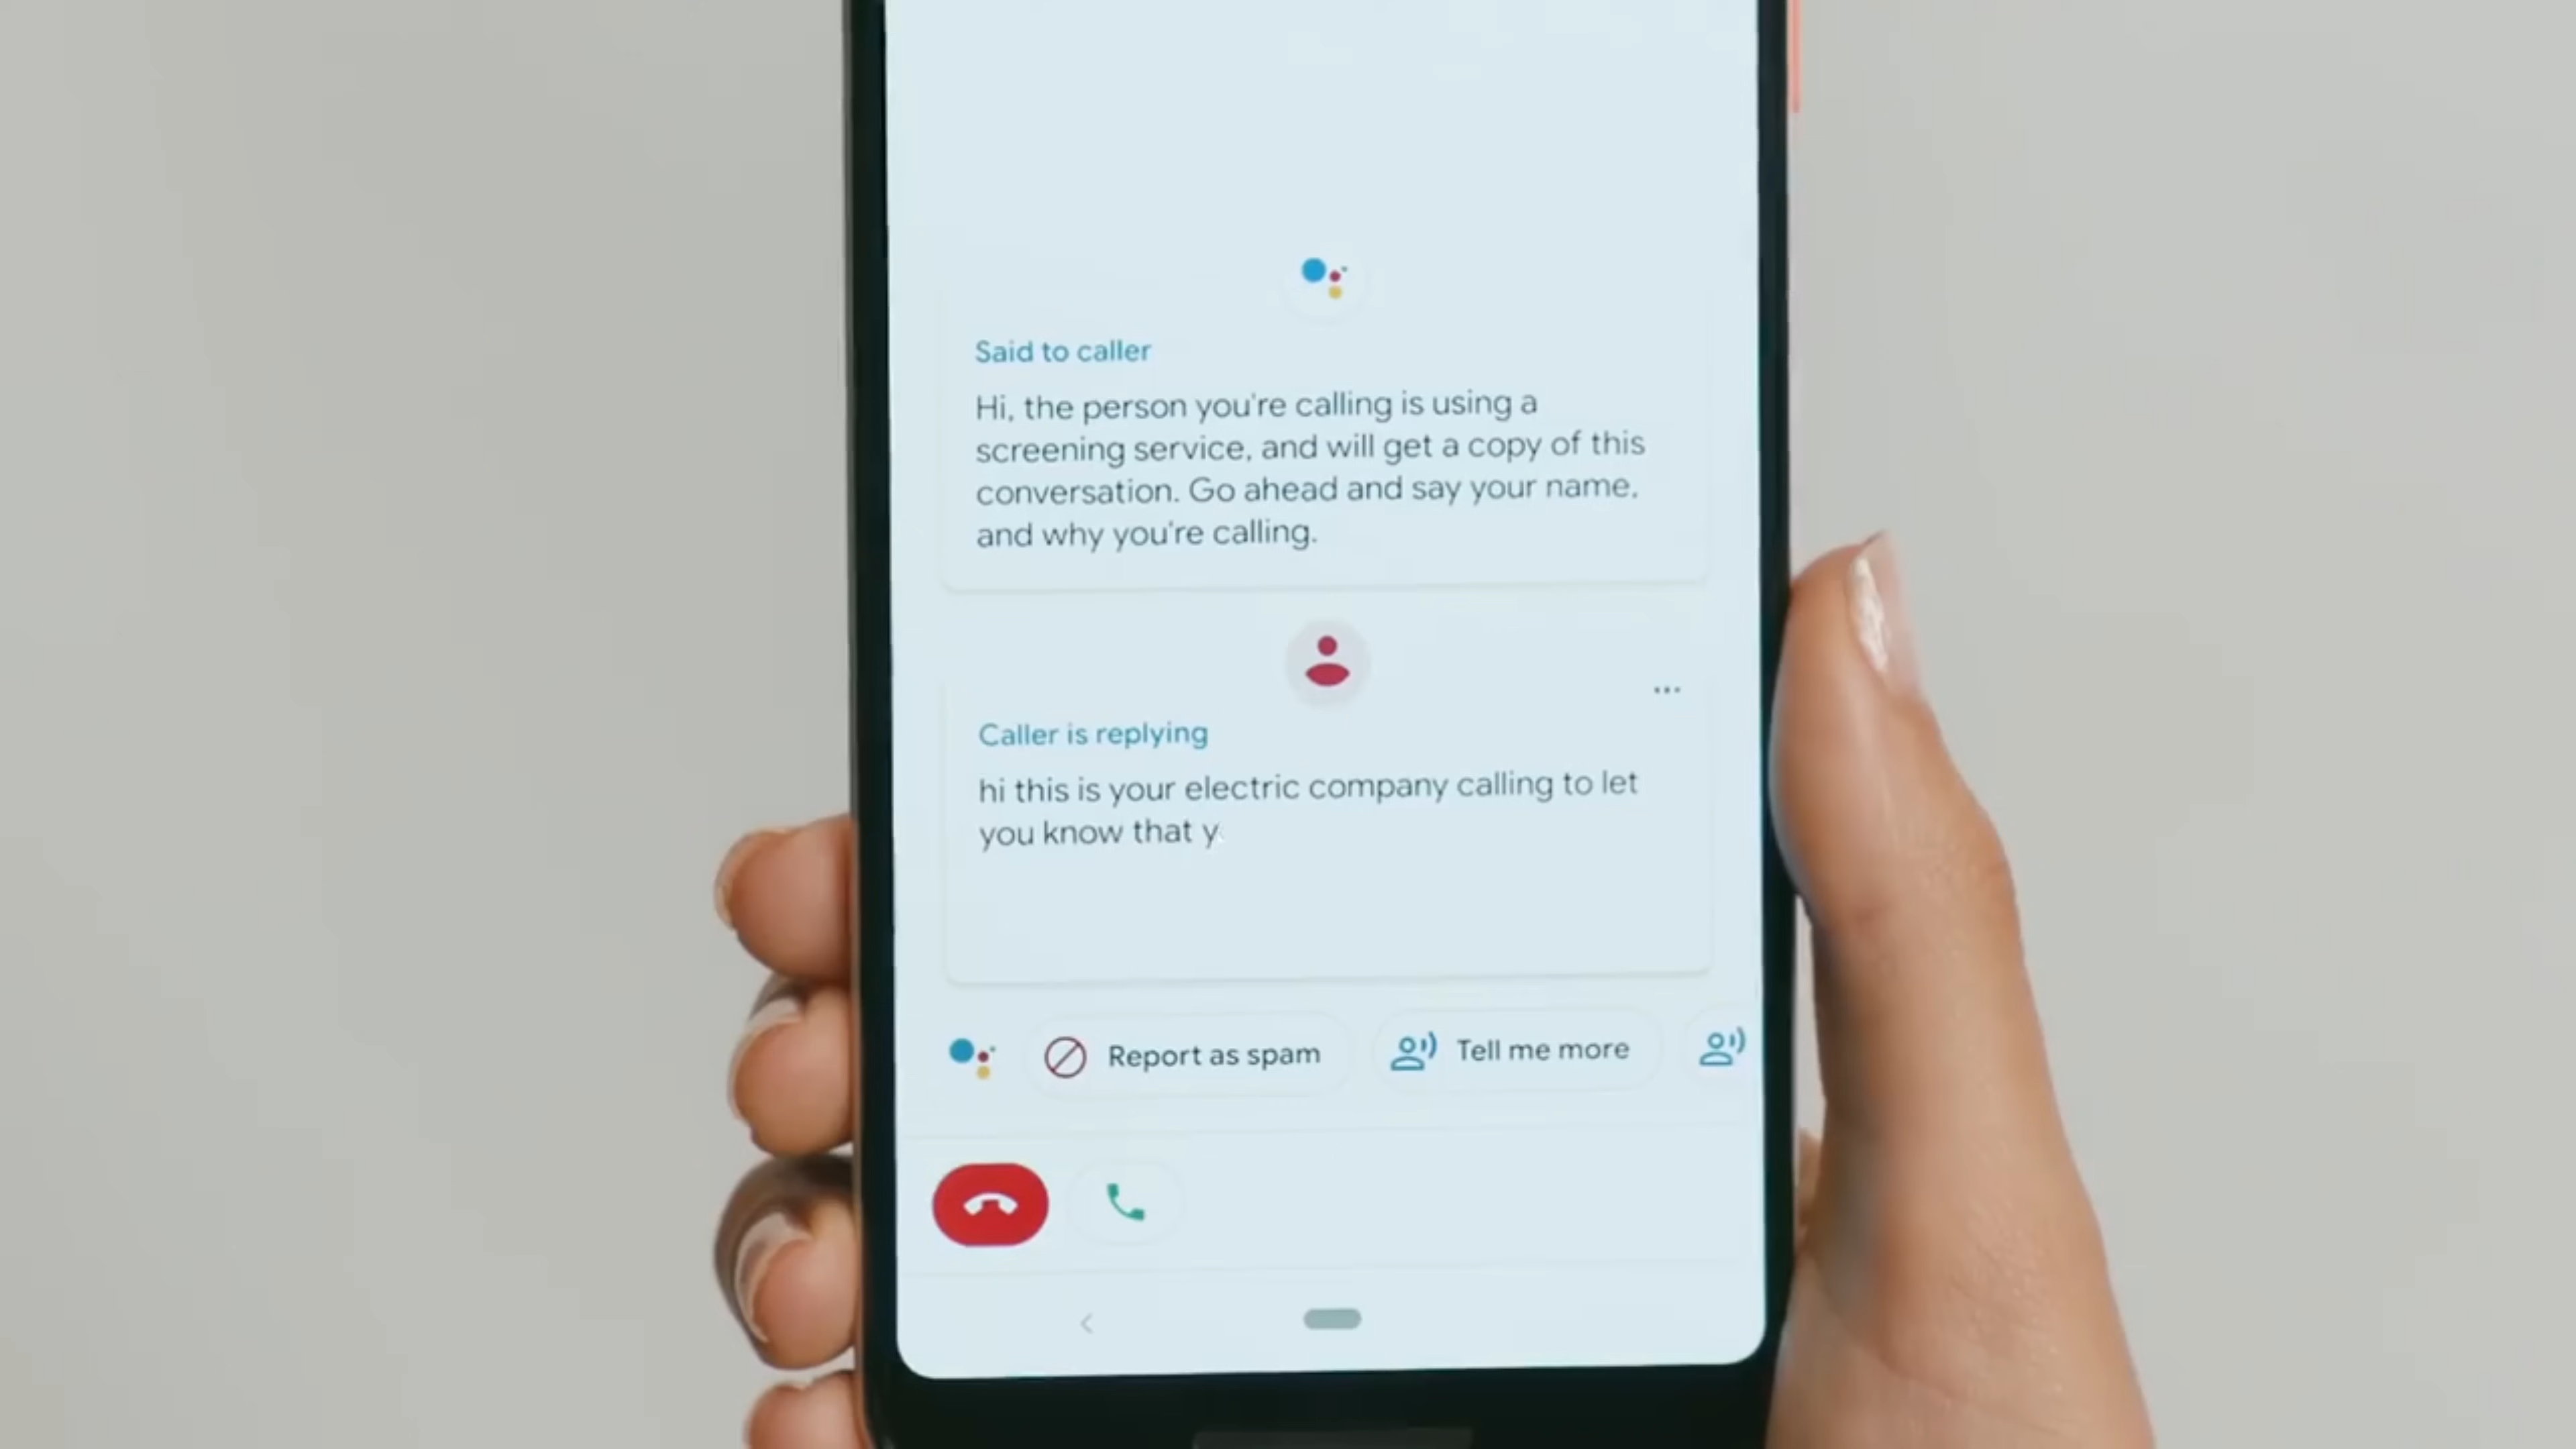 Said to caller
Hi, the person you're calling is using a
screening service, and will get a copy of this
conversation. Go ahead and say your name,
and why you're calling.
Caller is replying
hi this is your electric company calling to let
you know that y
Report as spam
Tell me more